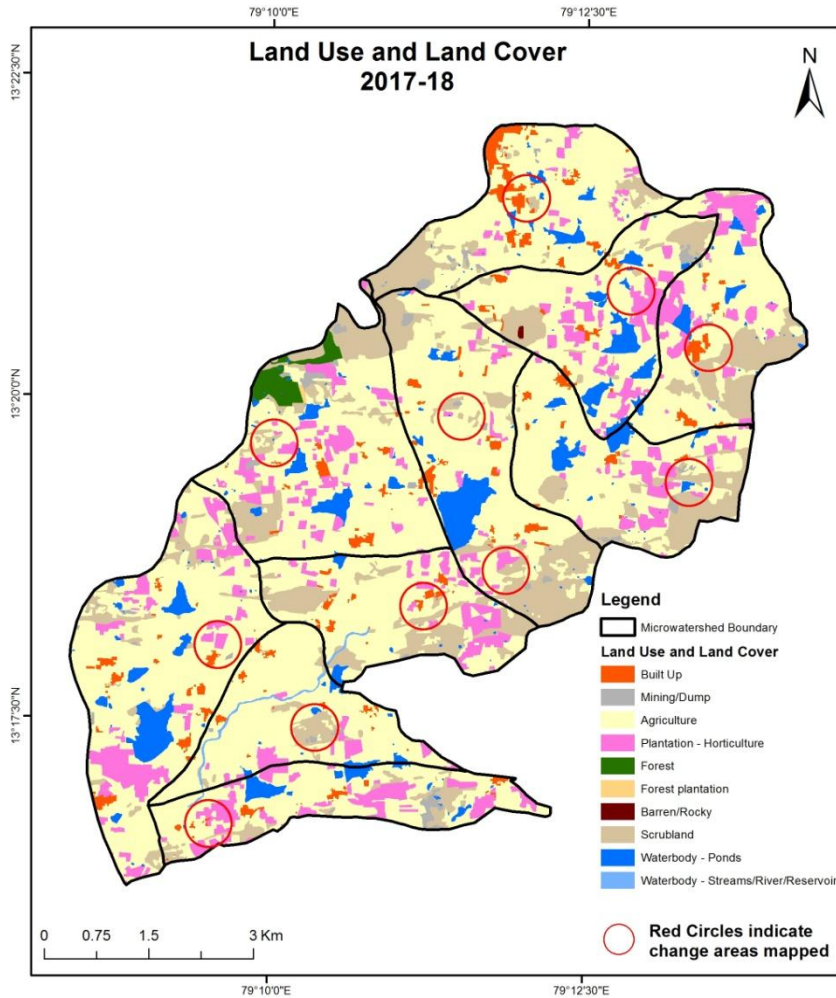 79°10'0"E
79°12'30"E
Land Use and Land Cover
2017-18
N
13°22'30"N
13°20'0"N
13°17'30"N
Legend
Microwatershed Boundary
Land Use and Land Cover
Built Up
Mining/Dump
Agriculture
Plantation - Horticulture
Forest
Forest plantation
Barren/Rocky
Scrubland
Waterbody - Ponds
Waterbody - Streams/River/Reservoir
Red Circles indicate
change areas mapped
0 0.75 1.5 3 Km
79°10'0"E
79°12'30"E